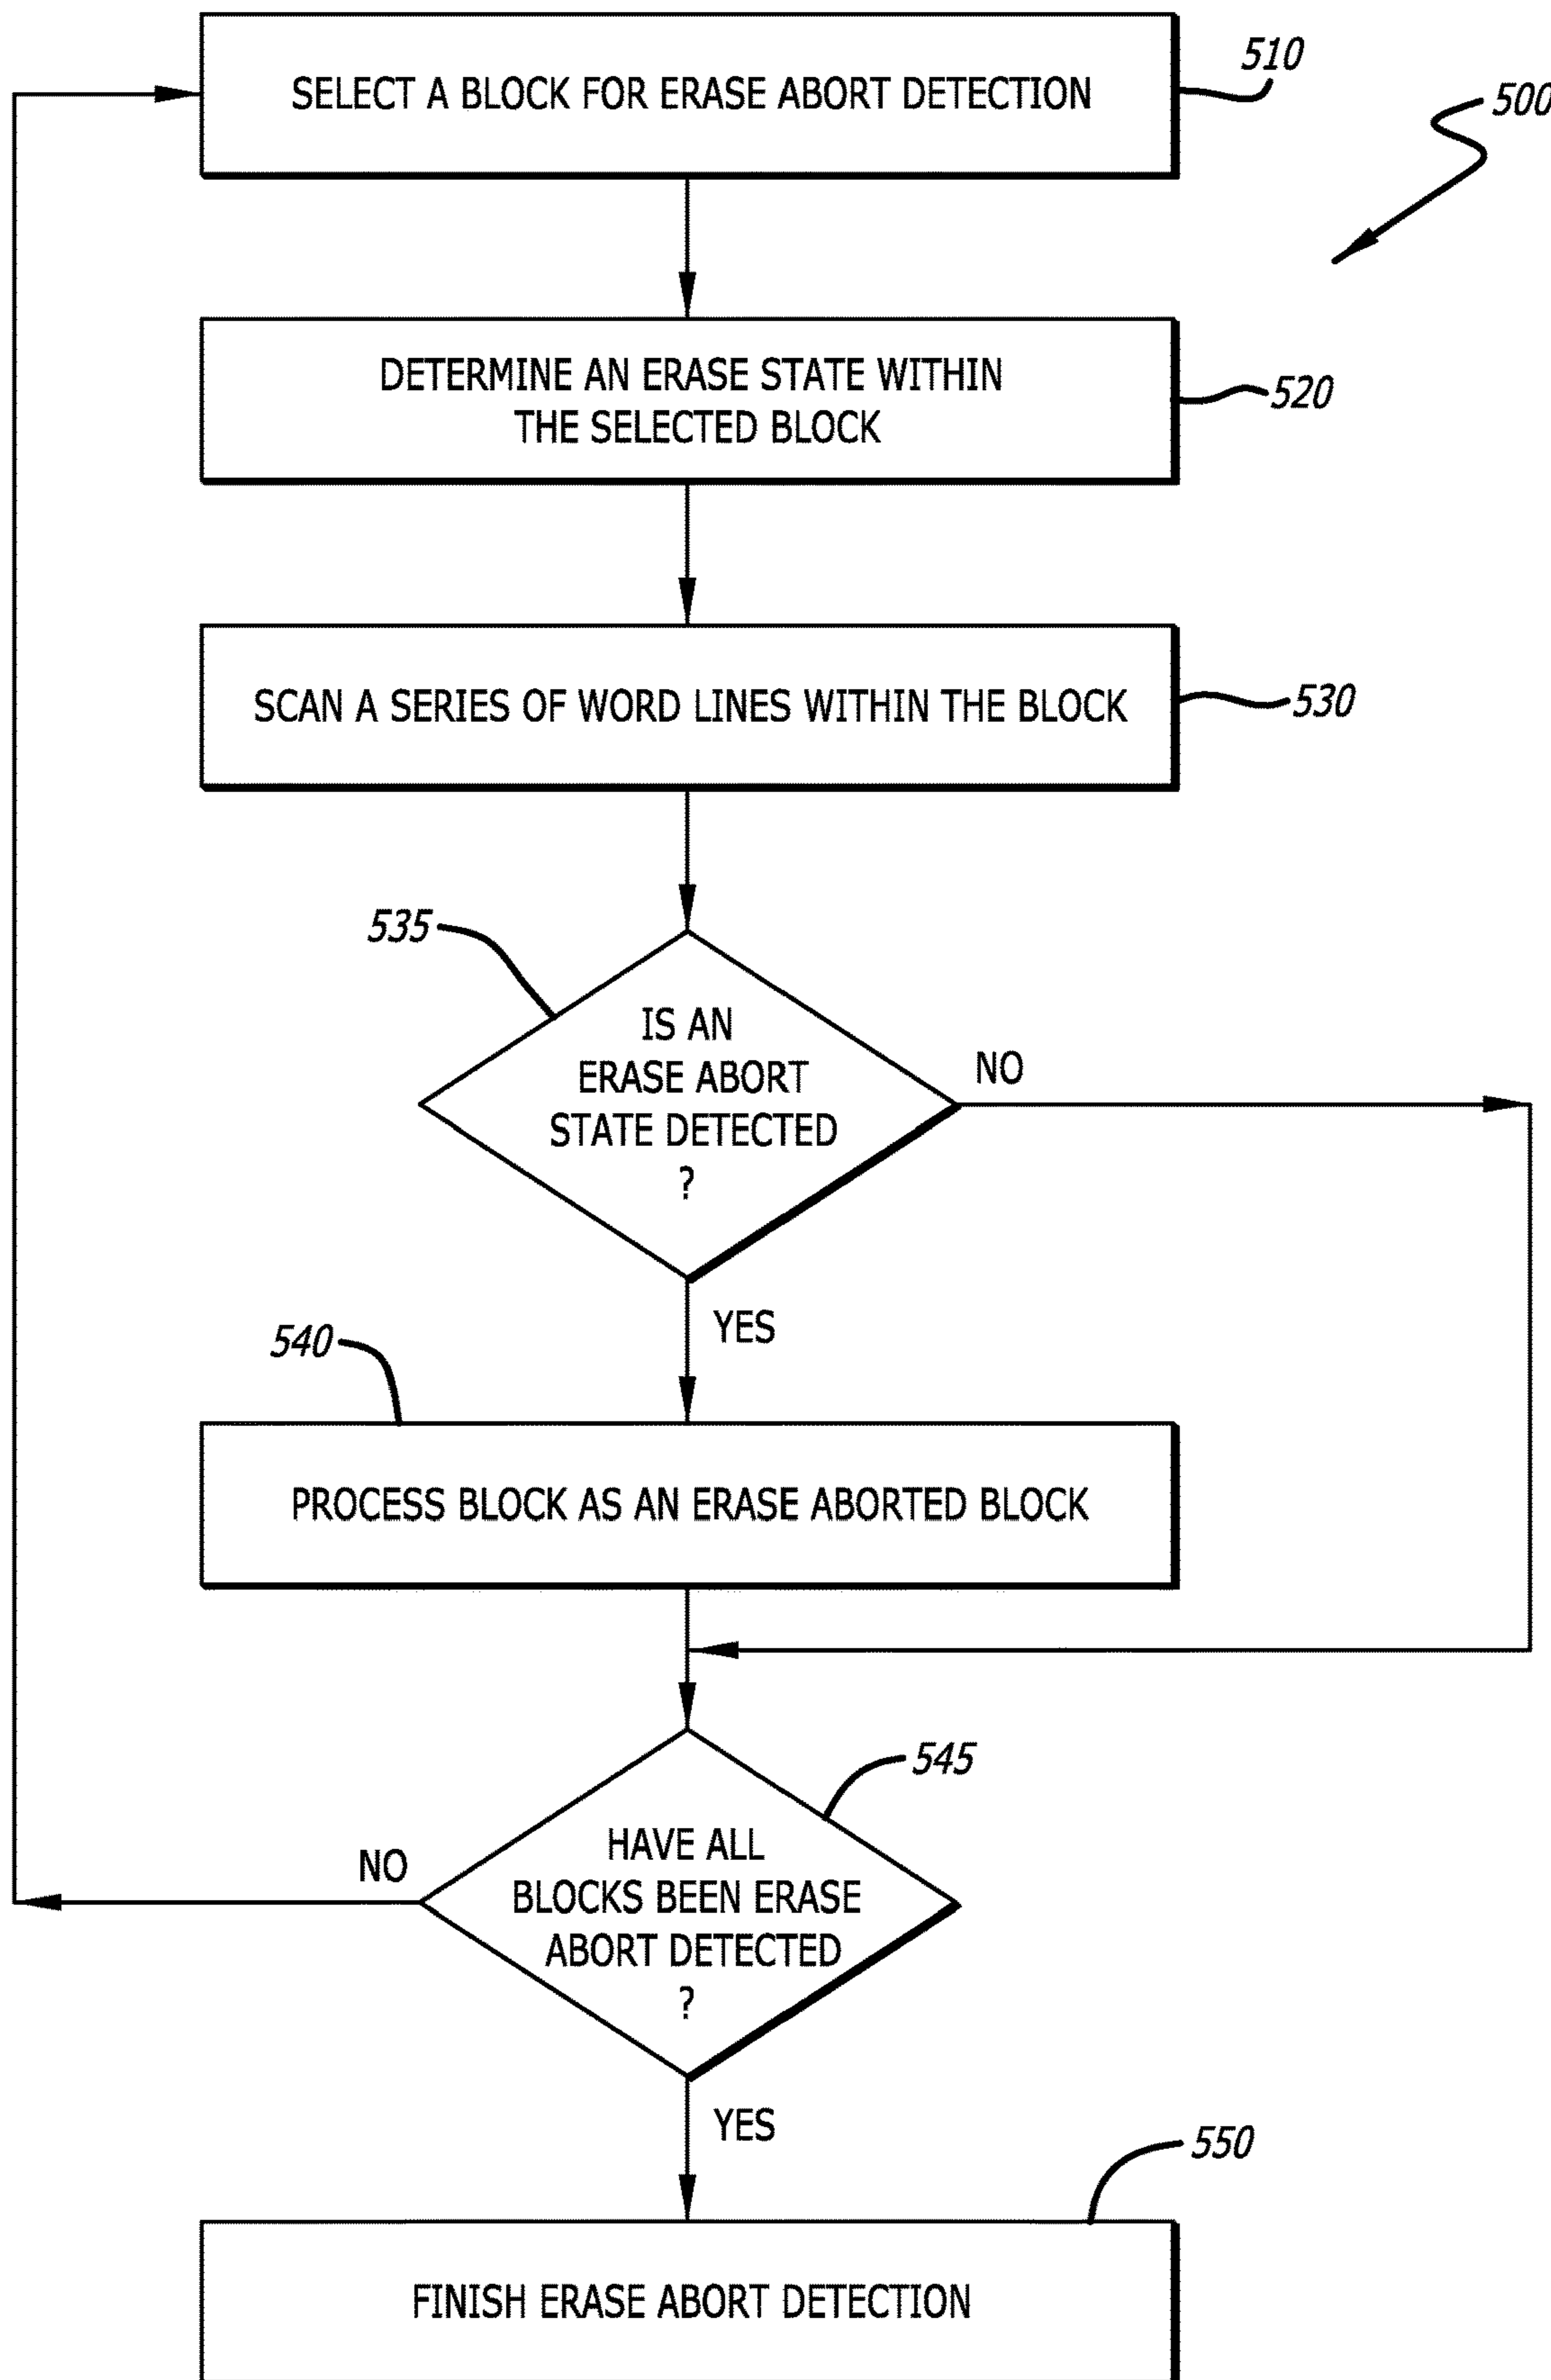 SELECT A BLOCK FOR ERASE ABORT DETECTION
510
500
DETERMINE AN ERASE STATE WITHIN
THE SELECTED BLOCK
520
SCAN A SERIES OF WORD LINES WITHIN THE BLOCK
530
535
IS AN
ERASE ABORT
STATE DETECTED
?
NO
YES
540
PROCESS BLOCK AS AN ERASE ABORTED BLOCK
545
HAVE ALL
BLOCKS BEEN ERASE
ABORT DETECTED
?
NO
YES
550
FINISH ERASE ABORT DETECTION